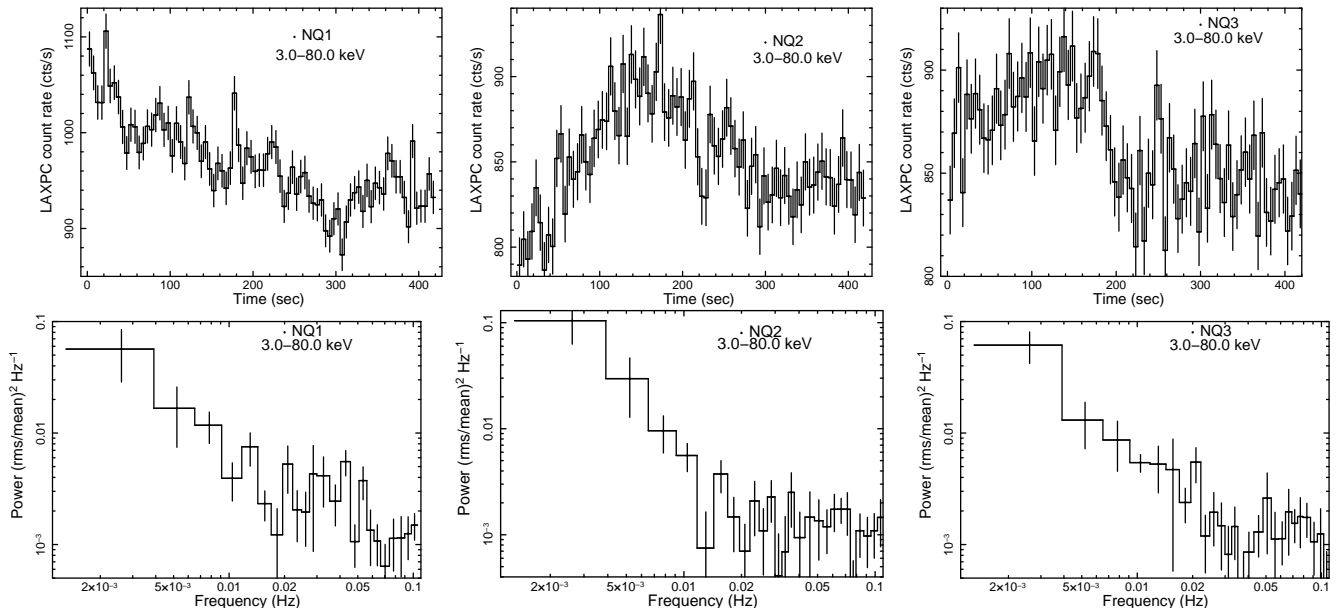 · NQ1
3.0−80.0 keV
LAXPC count rate (cts/s)
900 1000 1100
0 100 200 300 400
Time (sec)
· NQ2
3.0−80.0 keV
LAXPC count rate (cts/s)
800 850 900
0 100 200 300 400
Time (sec)
· NQ3
3.0−80.0 keV
LAXPC count rate (cts/s)
800 850 900
0 100 200 300 400
Time (sec)
· NQ1
3.0−80.0 keV
Power (rms/mean)² Hz⁻¹
10⁻³ 0.01 0.1
2×10⁻³ 5×10⁻³ 0.01 0.02 0.05 0.1
Frequency (Hz)
· NQ2
3.0−80.0 keV
Power (rms/mean)² Hz⁻¹
10⁻³ 0.01 0.1
2×10⁻³ 5×10⁻³ 0.01 0.02 0.05 0.1
Frequency (Hz)
· NQ3
3.0−80.0 keV
Power (rms/mean)² Hz⁻¹
10⁻³ 0.01 0.1
2×10⁻³ 5×10⁻³ 0.01 0.02 0.05 0.1
Frequency (Hz)